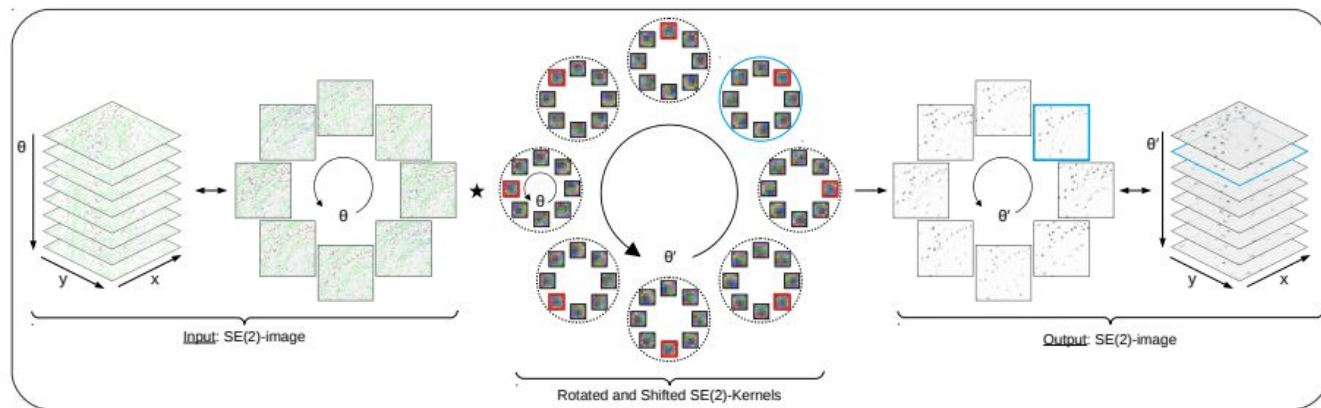 θ
θ
θ
θ'
θ'
θ'
y
x
y
x
Input: SE(2)-image
Output: SE(2)-image
Rotated and Shifted SE(2)-Kernels